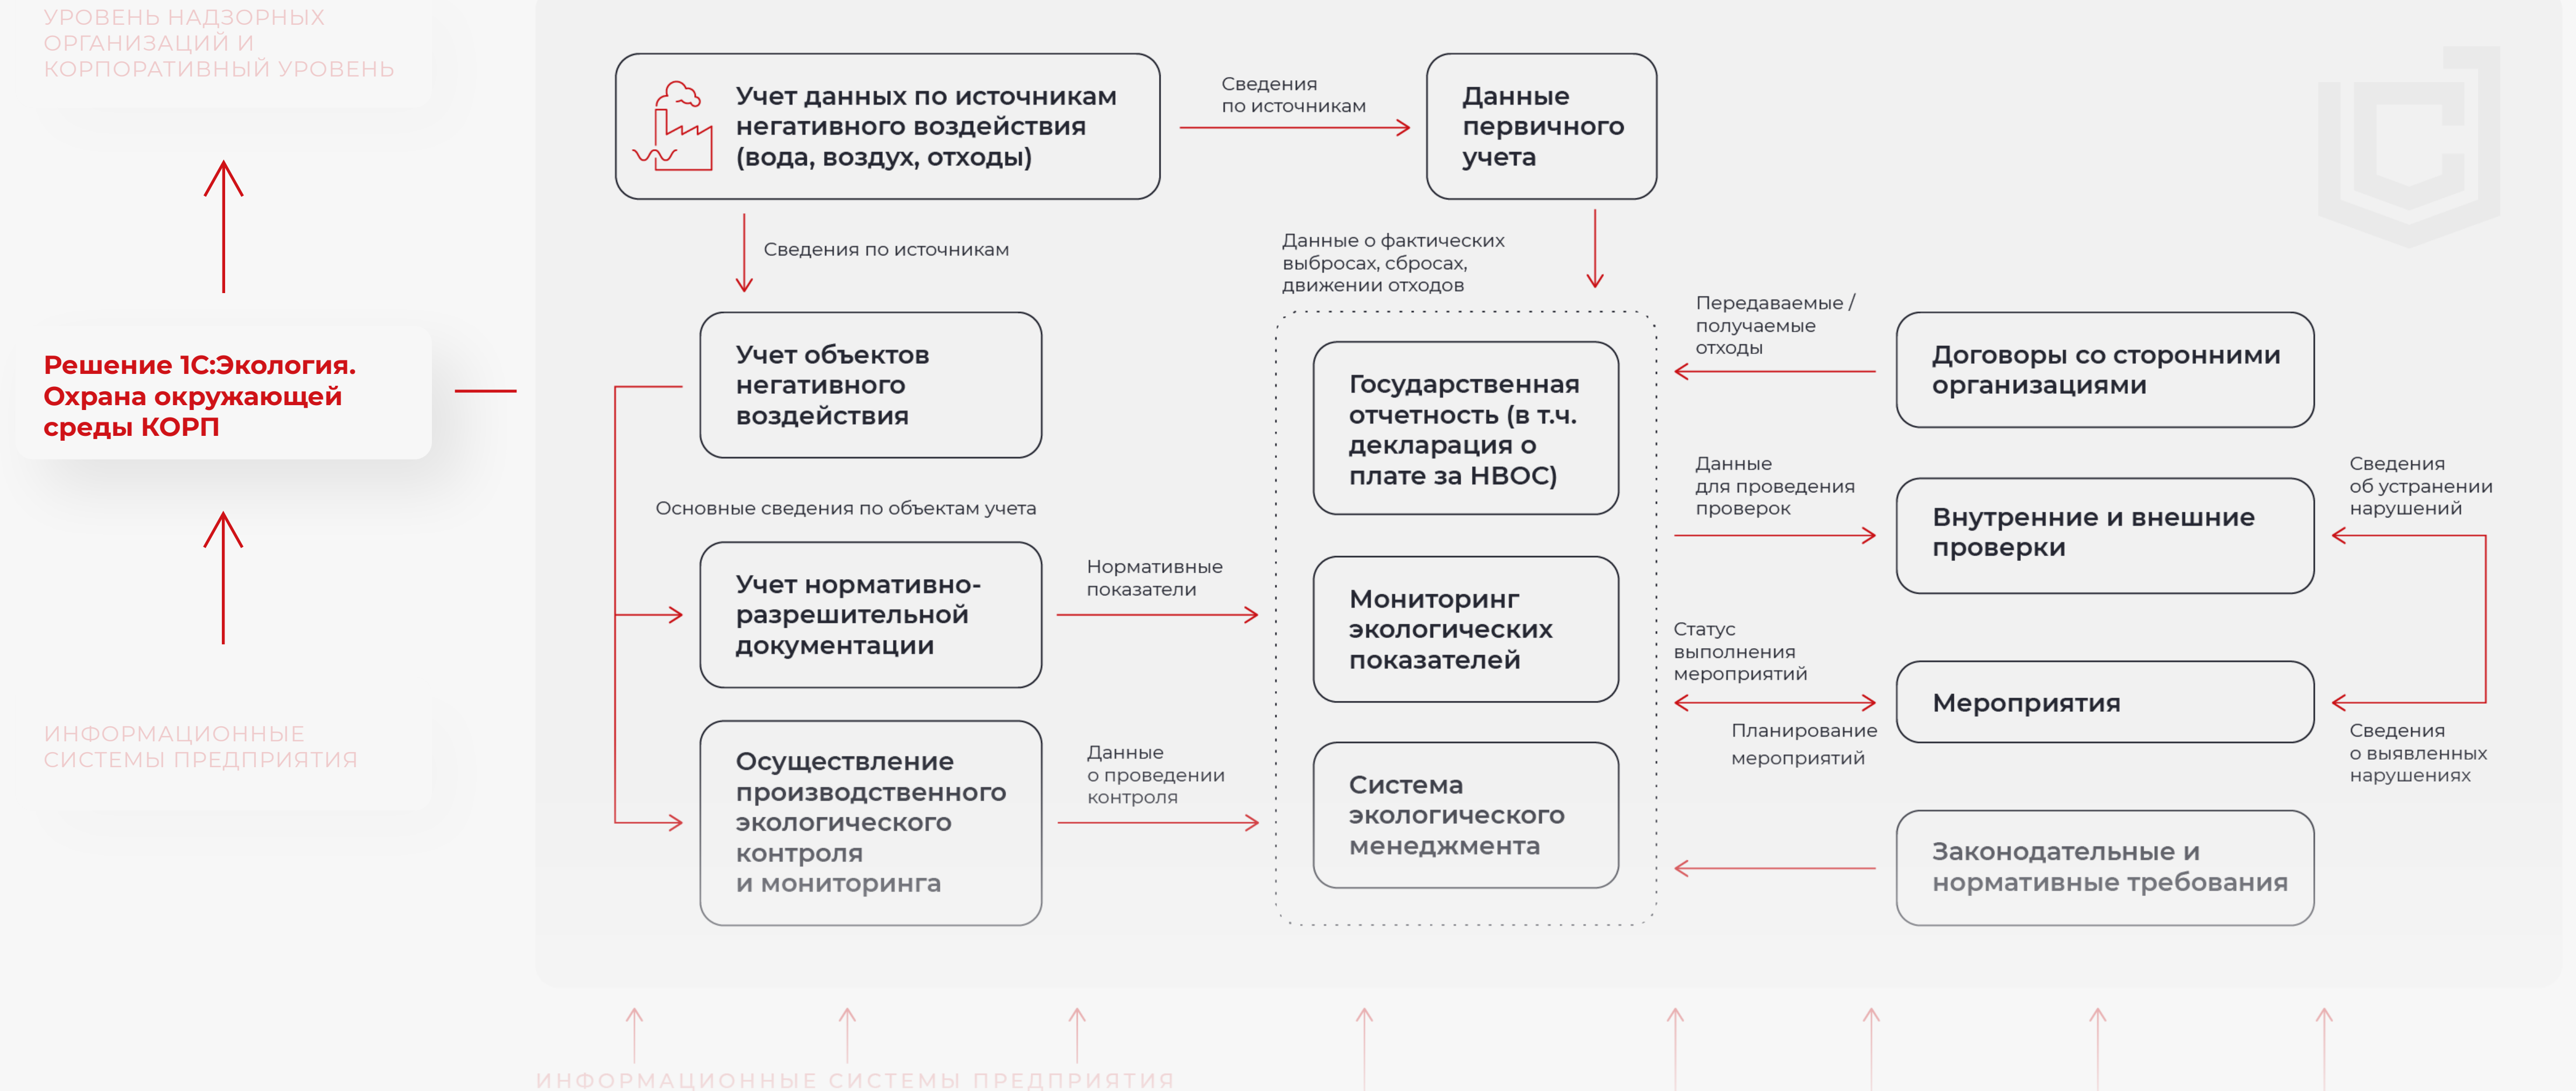 УРОВЕНЬ НАДЗОРНЫХ
ОРГАНИЗАЦИЙ И
КОРПОРАТИВНЫЙ УРОВЕНЬ
Решение 1С:Экология.
Охрана окружающей
среды КОРП
ИНФОРМАЦИОННЫЕ
СИСТЕМЫ ПРЕДПРИЯТИЯ
Учет данных по источникам
негативного воздействия
(вода, воздух, отходы)
Сведения
по источникам
Данные
первичного
учета
Сведения по источникам
Данные о фактических
выбросах, сбросах,
движении отходов
Учет объектов
негативного
воздействия
Основные сведения по объектам учета
Учет нормативно-
разрешительной
документации
Нормативные
показатели
Осуществление
производственного
экологического
контроля
и мониторинга
Данные
о проведении
контроля
Государственная
отчетность (в т.ч.
декларация о
плате за НВОС)
Мониторинг
экологических
показателей
Система
экологического
менеджмента
Передаваемые /
получаемые
отходы
Договоры со сторонними
организациями
Данные
для проведения
проверок
Внутренние и внешние
проверки
Сведения
об устранении
нарушений
Статус
выполнения
мероприятий
Планирование
мероприятий
Мероприятия
Сведения
о выявленных
нарушениях
Законодательные и
нормативные требования
ИНФОРМАЦИОННЫЕ СИСТЕМЫ ПРЕДПРИЯТИЯ